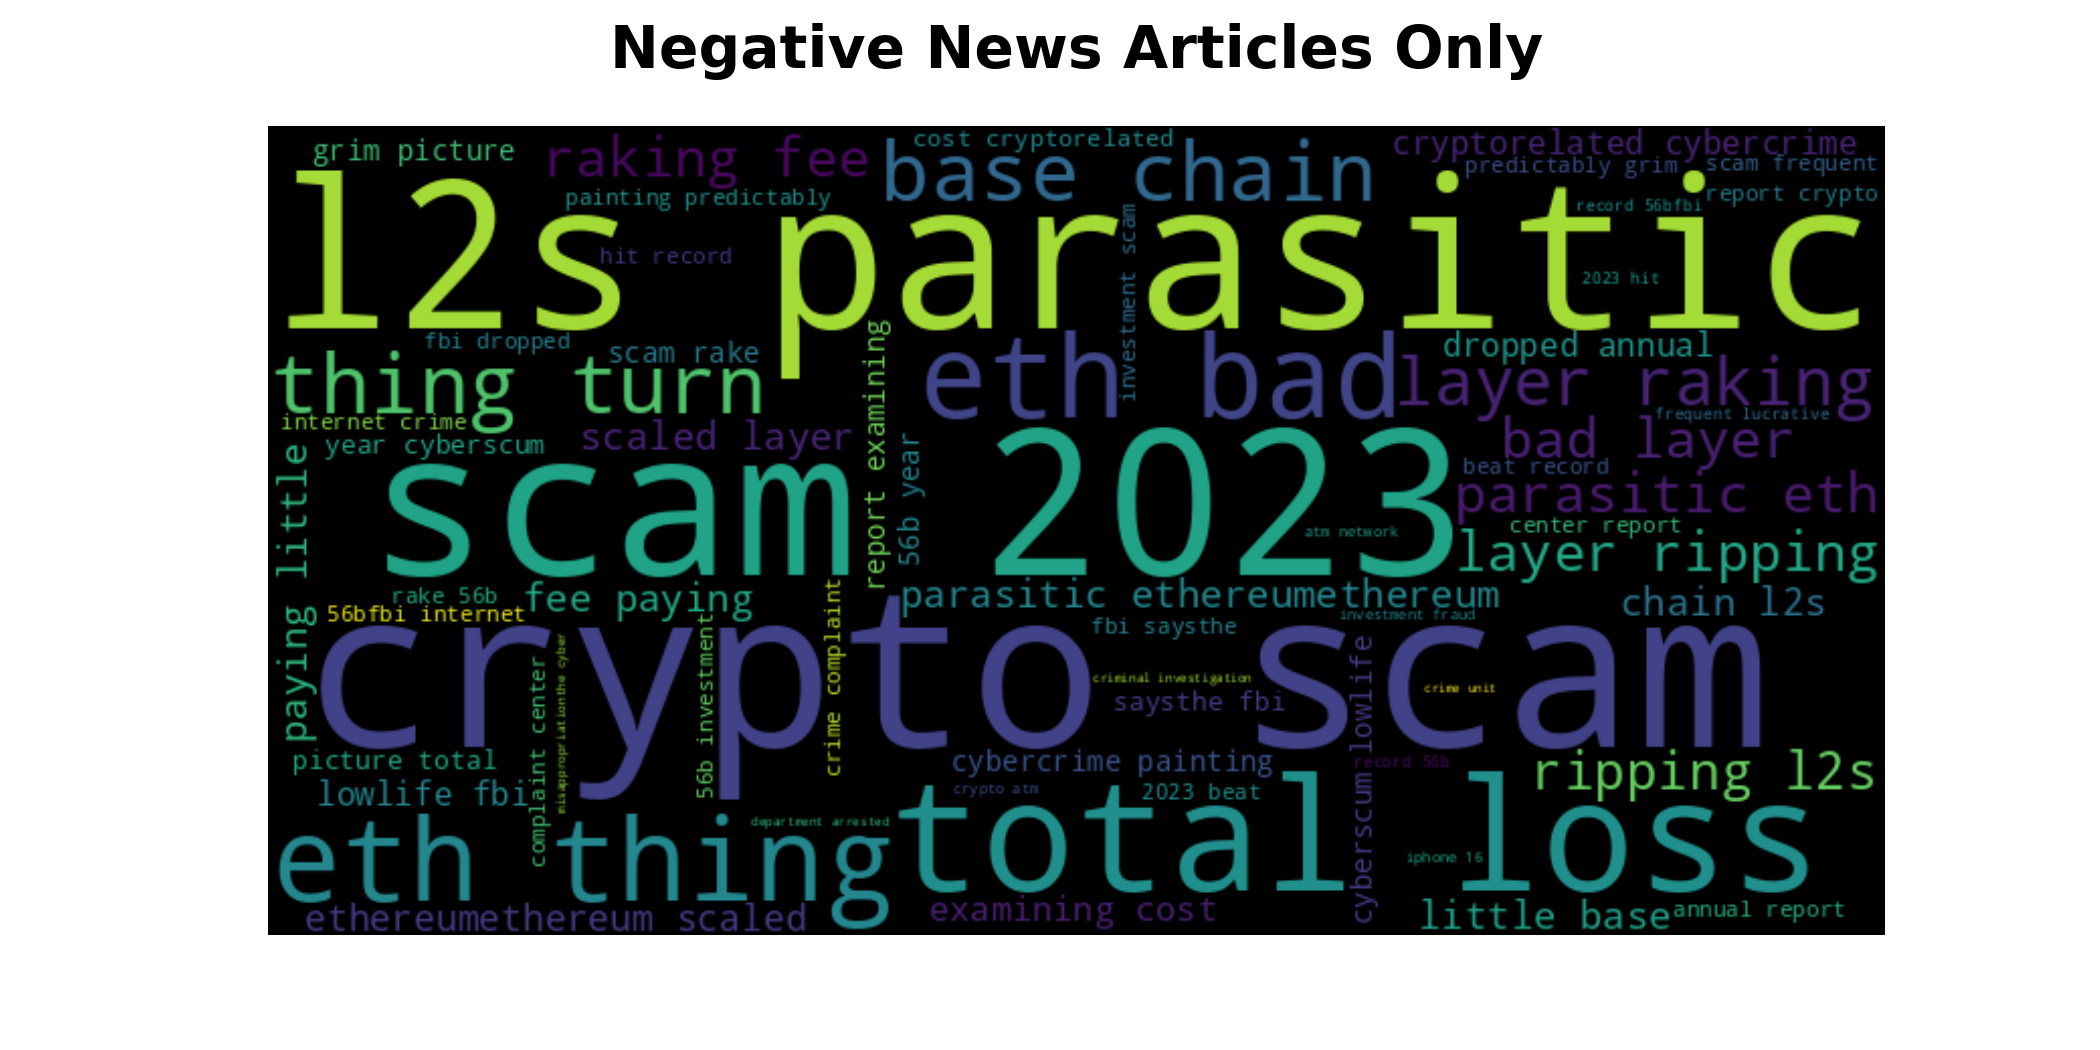 Negative News Articles Only
grim picture
raking fee
cost cryptorelated
base chain
cryptorelated cybercrime
predictably grim
scam frequent
painting predictably
report crypto
record 56bfbi
l2s parasitic
hit record
investment scam
2023 hit
fbi dropped
scam rake
thing turn
report examining
eth bad
dropped annual
layer raking
internet crime
year cyberscum
scaled layer
frequent lucrative
bad layer
paying little
scam 2023
56b year
beat record
parasitic eth
center report
atm network
layer ripping
rake 56b
fee paying
56bfbi internet
parasitic ethereumethereum
investment fraud
chain l2s
fbi saysthe
crypto scam
complaint center
misappropriationthe cyber
56b investment
crime complaint
criminal investigation
saysthe fbi
crime unit
cyberscum lowlife
picture total
cybercrime painting
record 56b
ripping l2s
lowlife fbi
crypto atm
2023 beat
total loss
eth thing
department arrested
iphone 16
ethereumethereum scaled
examining cost
little base
annual report